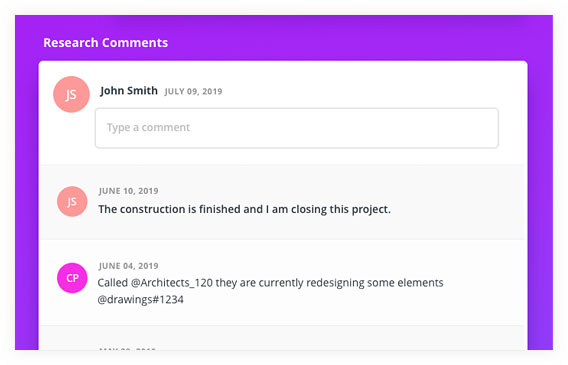 Research Comments
JS
John Smith JULY 09, 2019
Type a comment
JUNE 10, 2019
JS
The construction is finished and I am closing this project.
JUNE 04, 2019
CP
Called @Architects_120 they are currently redesigning some elements
@drawings#1234